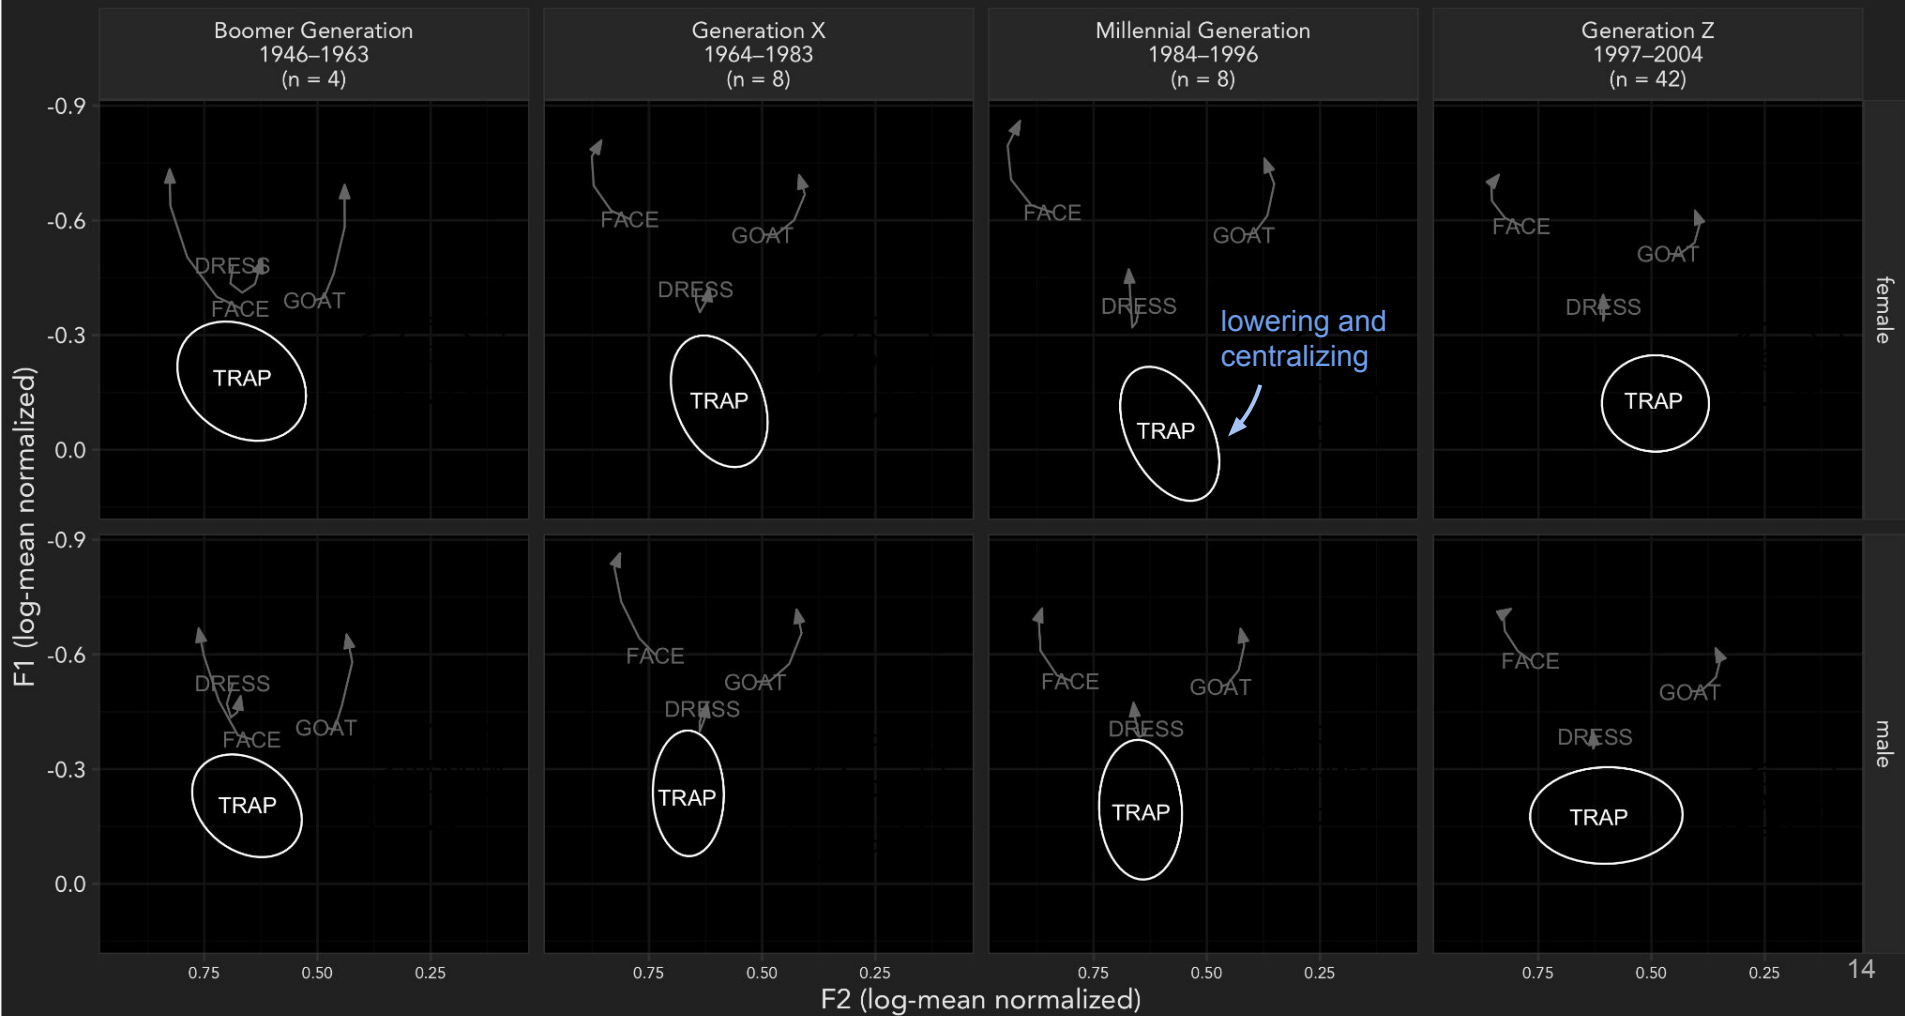 Boomer Generation
1946–1963
(n = 4)
Generation X
1964–1983
(n = 8)
Millennial Generation
1984–1996
(n = 8)
Generation Z
1997–2004
(n = 42)
F1 (log-mean normalized)
-0.9
-0.6
-0.3
0.0
DRESS
FACE
GOAT
TRAP
FACE
GOAT
DRESS
TRAP
FACE
GOAT
DRESS
lowering and
centralizing
TRAP
FACE
GOAT
DRESS
TRAP
female
-0.9
-0.6
-0.3
0.0
DRESS
FACE
GOAT
TRAP
FACE
GOAT
DRESS
TRAP
FACE
GOAT
DRESS
TRAP
FACE
GOAT
DRESS
TRAP
male
0.75 0.50 0.25
0.75 0.50 0.25
0.75 0.50 0.25
0.75 0.50 0.25
14
F2 (log-mean normalized)